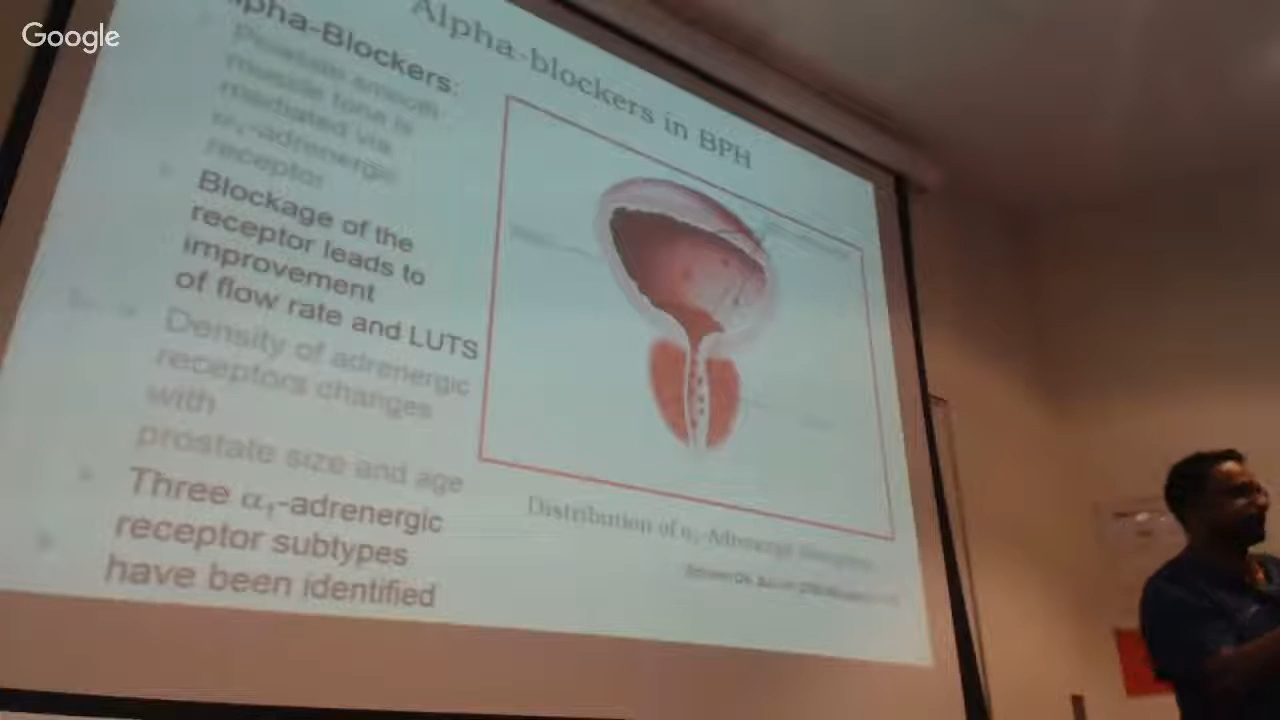 Google
Alpha-blockers in BPH
Alpha-Blockers:
Prostate smooth
muscle tone is
mediated via
α₁-adrenergic
receptor
Blockage of the
receptor leads to
improvement
of flow rate and LUTS
Density of adrenergic
receptors changes
with
prostate size and age
Three α₁-adrenergic
receptor subtypes
have been identified
Distribution of α₁-Adrenergic